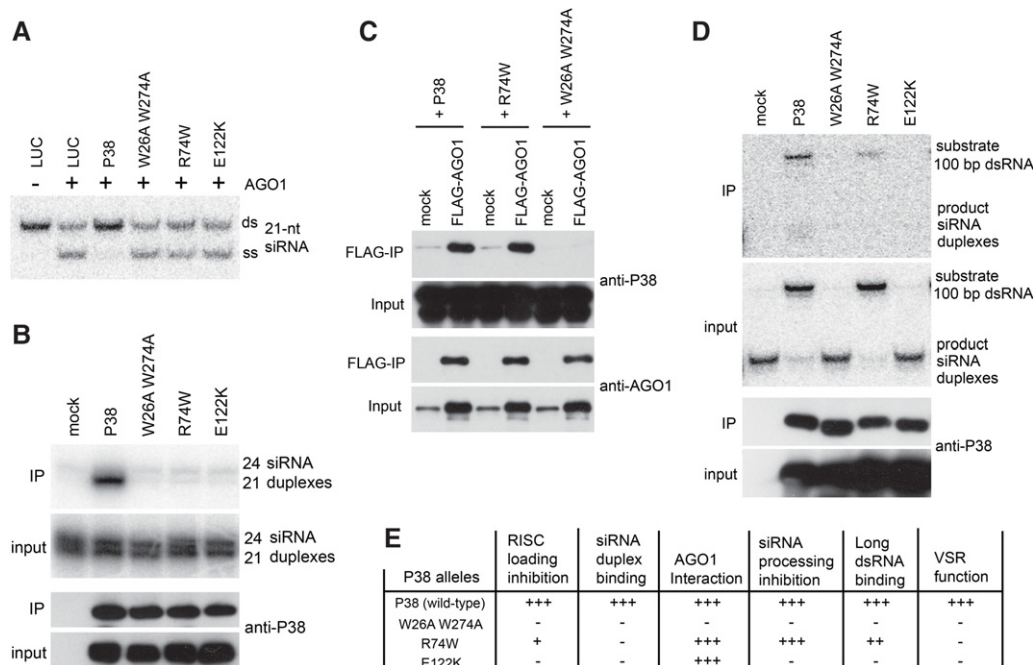 A
LUC
LUC
P38
W26A W274A
R74W
E122K
- + + + + + AGO1
ds
21-nt
siRNA
ss
B
mock
P38
W26A W274A
R74W
E122K
IP
24 siRNA
21 duplexes
input
24 siRNA
21 duplexes
IP
anti-P38
input
C
+ P38
+ R74W
+ W26A W274A
mock
FLAG-AGO1
mock
FLAG-AGO1
mock
FLAG-AGO1
FLAG-IP
anti-P38
Input
FLAG-IP
anti-AGO1
Input
D
mock
P38
W26A W274A
R74W
E122K
substrate
100 bp dsRNA
IP
product
siRNA
duplexes
substrate
100 bp dsRNA
input
product
siRNA
duplexes
IP
anti-P38
input
E
P38 alleles
RISC
loading
inhibition
siRNA
duplex
binding
AGO1
Interaction
siRNA
processing
inhibition
Long
dsRNA
binding
VSR
function
P38 (wild-type) +++ +++ +++ +++ +++ +++
W26A W274A - - - - - -
R74W + - +++ +++ ++ -
E122K - - +++ - - -